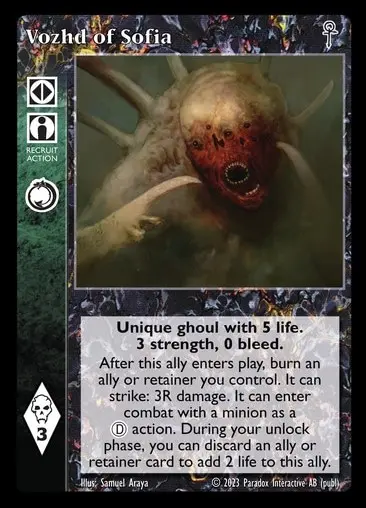 Vozhd of Sofia
RECRUIT
ACTION
Unique ghoul with 5 life.
3 strength, 0 bleed.
After this ally enters play, burn an
ally or retainer you control. It can
strike: 3R damage. It can enter
combat with a minion as a
Ⓓ action. During your unlock
phase, you can discard an ally or
retainer card to add 2 life to this ally.
3
Illus: Samuel Araya © 2023 Paradox Interactive AB (publ)